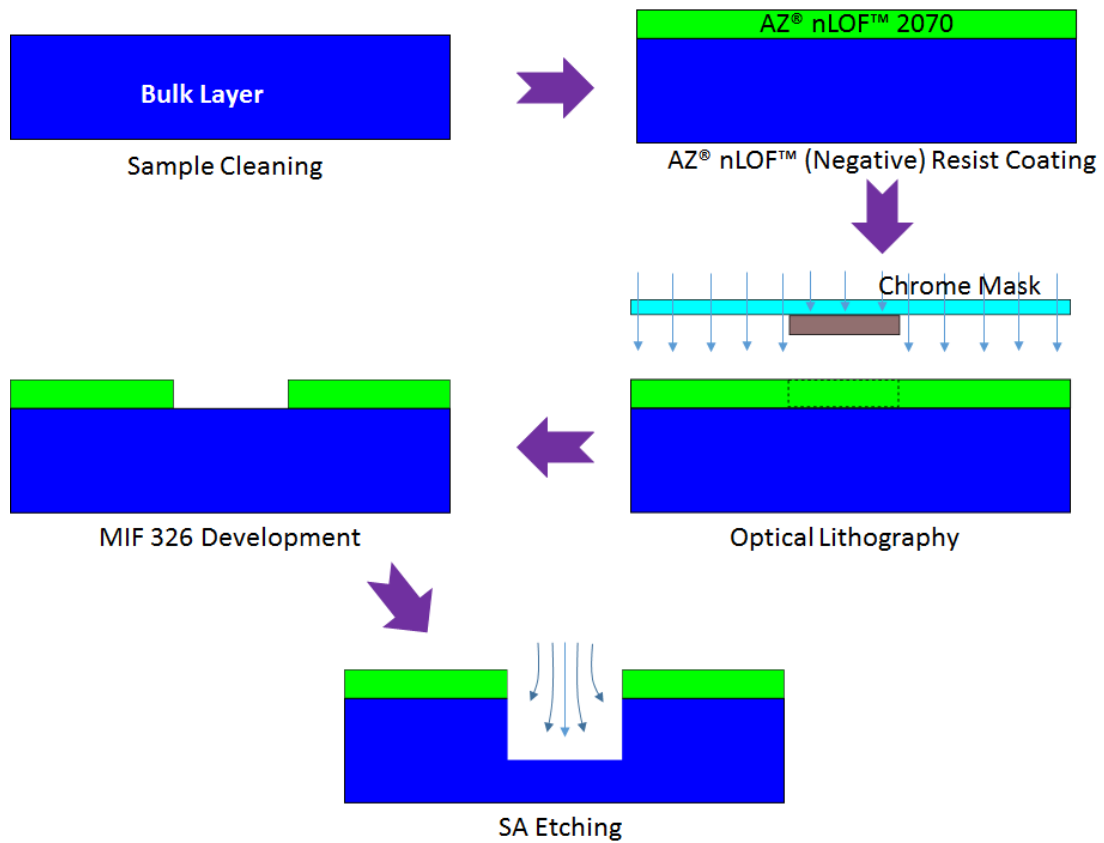 Bulk Layer
Sample Cleaning
AZ® nLOF™ 2070
AZ® nLOF™ (Negative) Resist Coating
Chrome Mask
Optical Lithography
MIF 326 Development
SA Etching